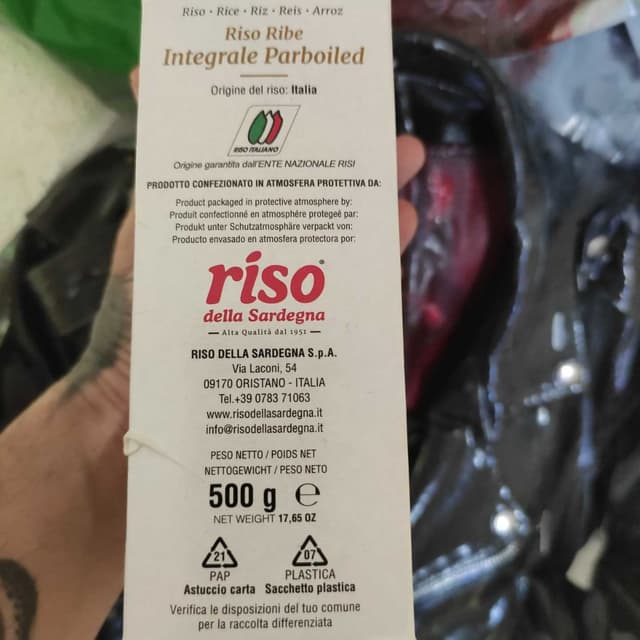 Riso · Rice · Riz · Reis · Arroz
Riso Ribe
Integrale Parboiled
Origine del riso: Italia
RISO ITALIANO
Origine garantita dall'ENTE NAZIONALE RISI
PRODOTTO CONFEZIONATO IN ATMOSFERA PROTETTIVA DA:
Product packaged in protective atmosphere by:
Produit confectionné en atmosphére protegeé par:
Produkt unter Schutzatmosphäre verpackt von:
Producto envasado en atmosfera protectora por:
riso®
della Sardegna
— Alta Qualità dal 1951 —
RISO DELLA SARDEGNA S.p.A.
Via Laconi, 54
09170 ORISTANO - ITALIA
Tel.+39 0783 71063
www.risodellasardegna.it
info@risodellasardegna.it
PESO NETTO / POIDS NET
NETTOGEWICHT / PESO NETO
500 g ℮
NET WEIGHT 17,65 OZ
21 07
PAP PLASTICA
Astuccio carta Sacchetto plastica
Verifica le disposizioni del tuo comune
per la raccolta differenziata